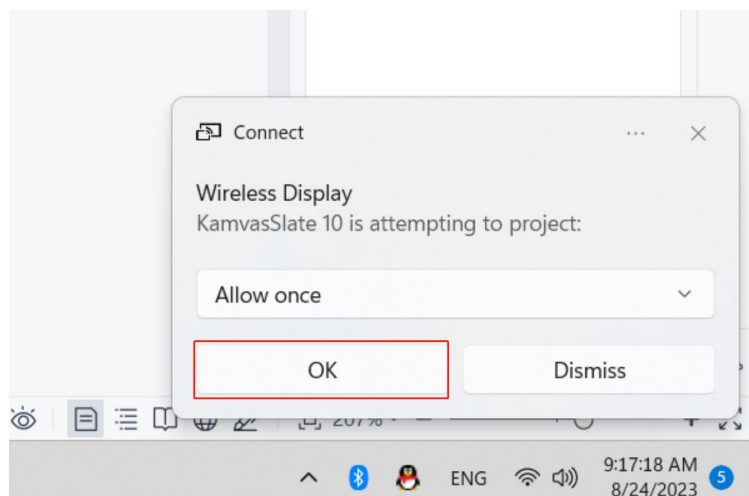 Connect
Wireless Display
KamvasSlate 10 is attempting to project:
Allow once
OK
Dismiss
207%
ENG
9:17:18 AM
8/24/2023
5